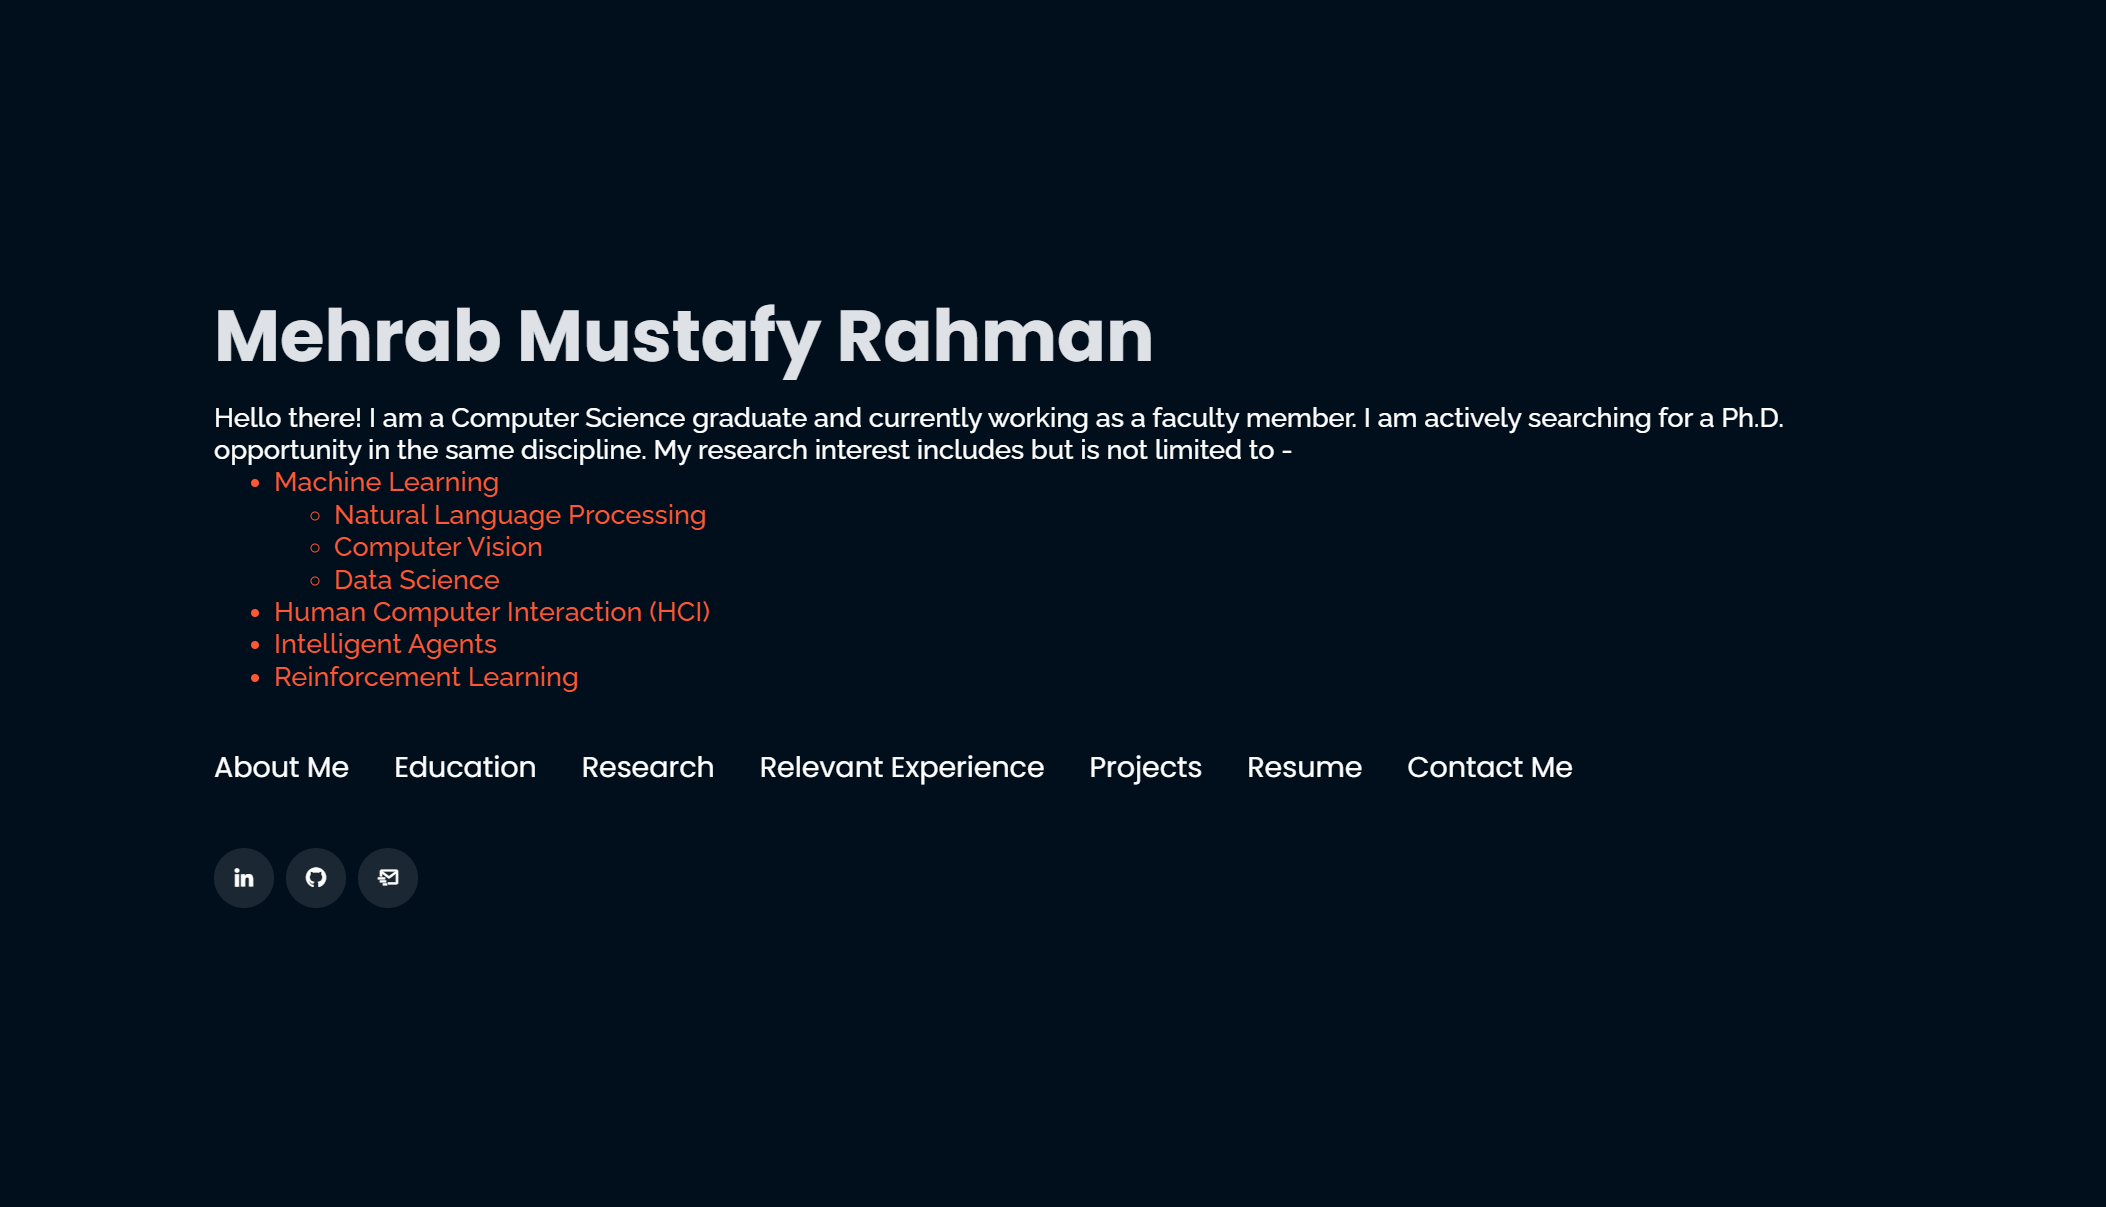 Mehrab Mustafy Rahman
Hello there! I am a Computer Science graduate and currently working as a faculty member. I am actively searching for a Ph.D.
opportunity in the same discipline. My research interest includes but is not limited to -
Machine Learning
Natural Language Processing
Computer Vision
Data Science
Human Computer Interaction (HCI)
Intelligent Agents
Reinforcement Learning
About Me Education Research Relevant Experience Projects Resume Contact Me
in